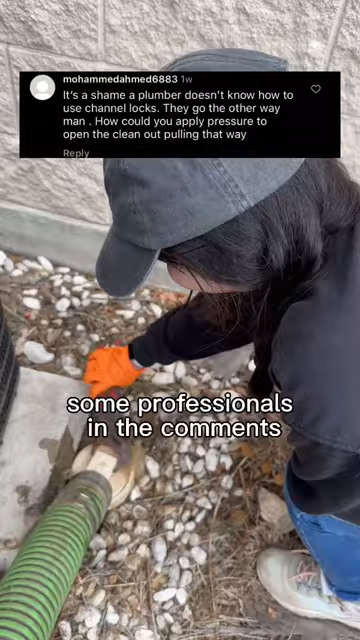 mohammedahmed6883 1w
It's a shame a plumber doesn't know how to
use channel locks. They go the other way
man . How could you apply pressure to
open the clean out pulling that way
Reply
some professionals
in the comments